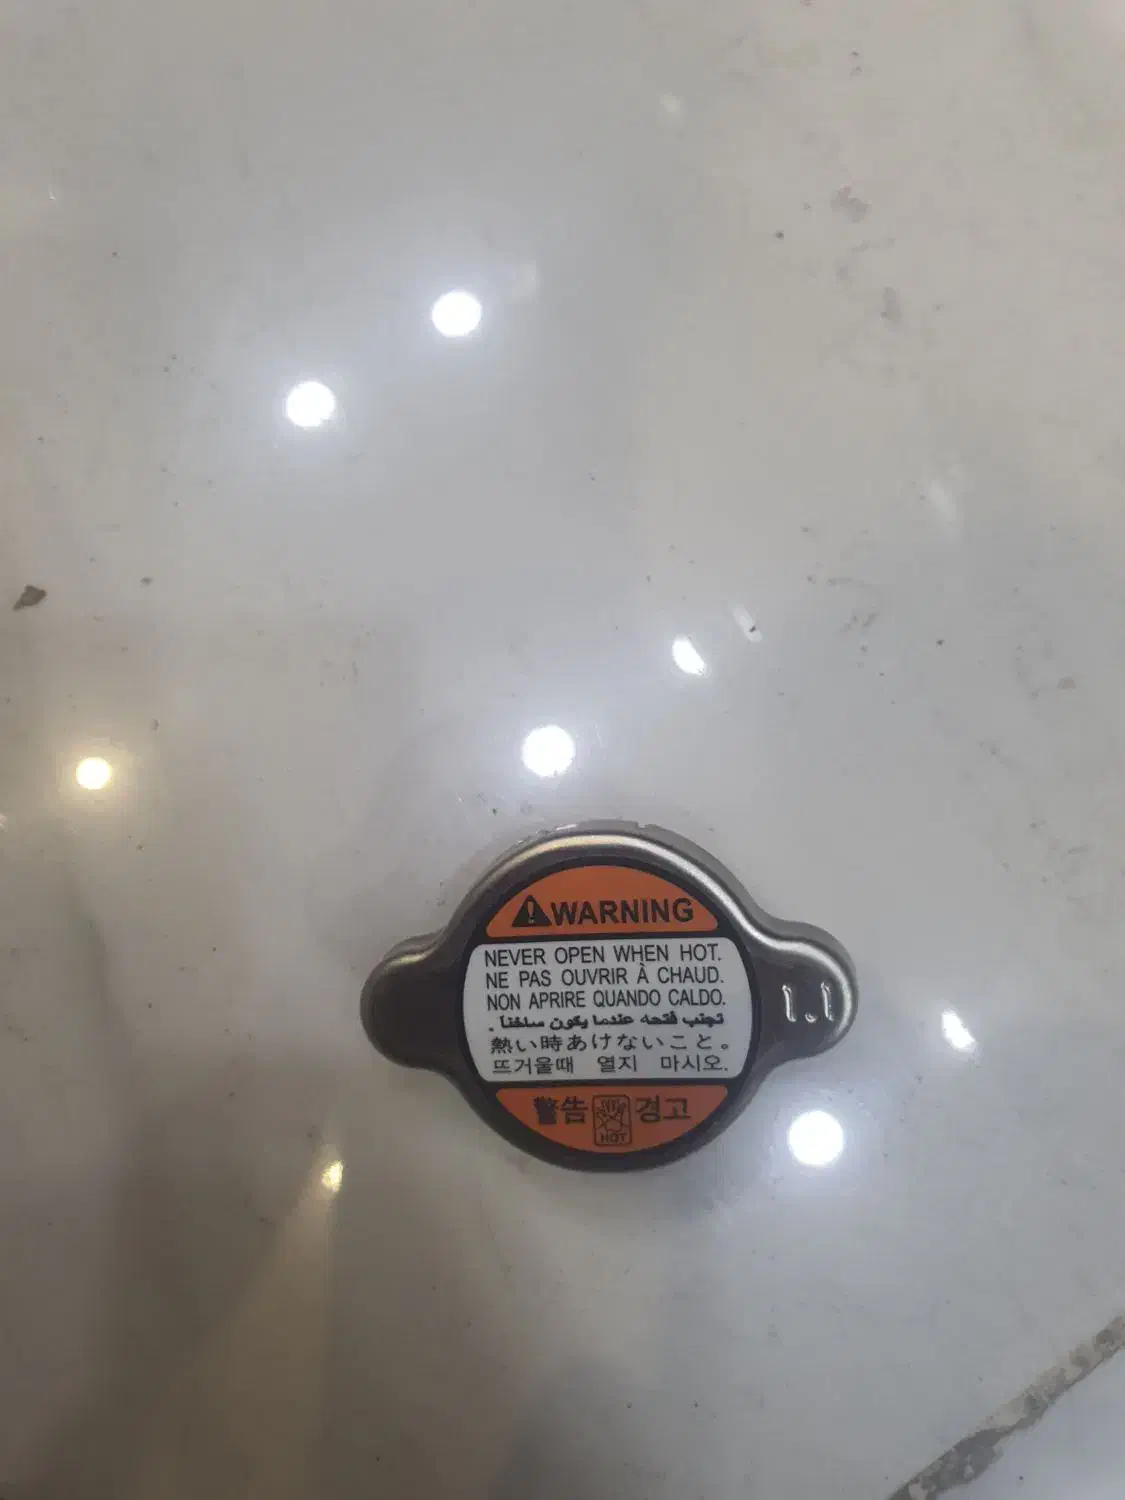 WARNING
NEVER OPEN WHEN HOT.
NE PAS OUVRIR À CHAUD.
NON APRIRE QUANDO CALDO.
تجنب فتحه عندما يكون ساخناً .
熱い時あけないこと。
뜨거울때 열지 마시오.
警告 HOT 경고
1.1